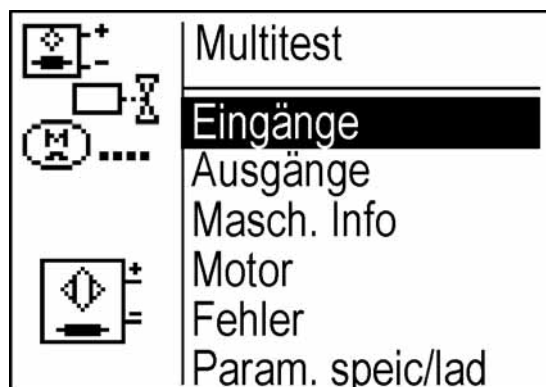 Multitest
Eingänge
Ausgänge
Masch. Info
Motor
Fehler
Param. speic/lad
M